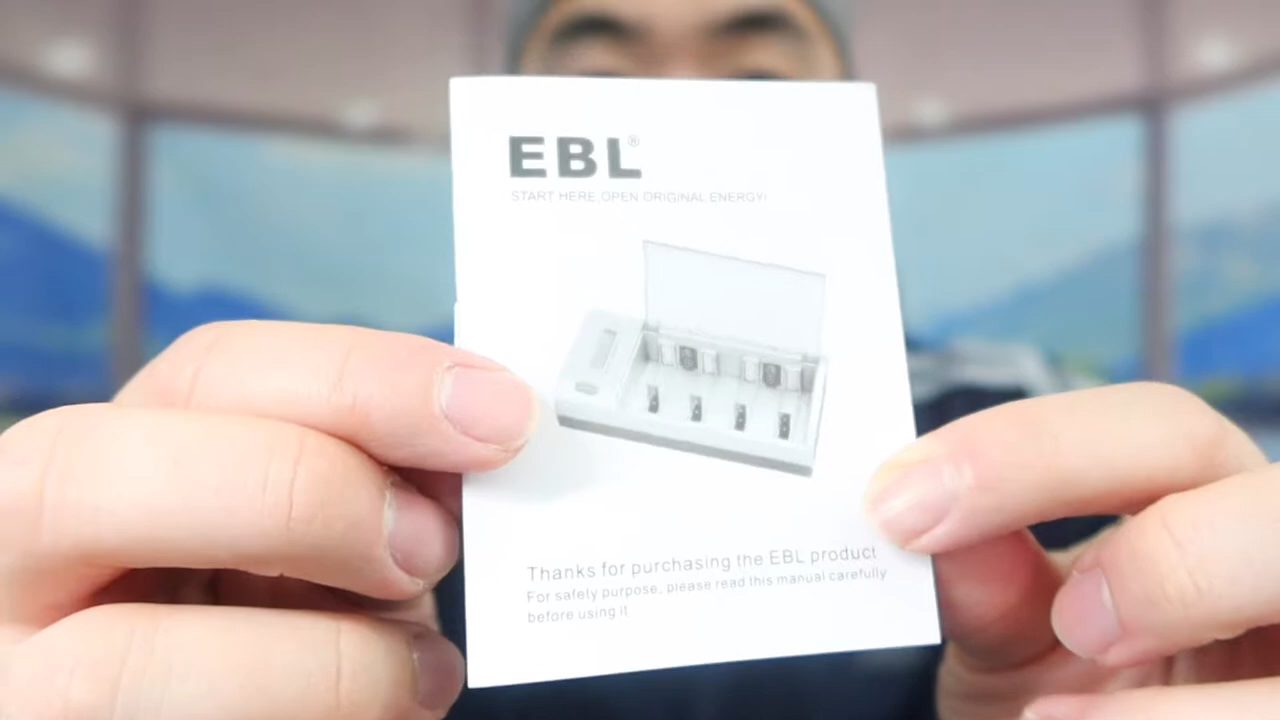 EBL®
START HERE,OPEN ORIGINAL ENERGY!
Thanks for purchasing the EBL product
For safety purpose, please read this manual carefully
before using it